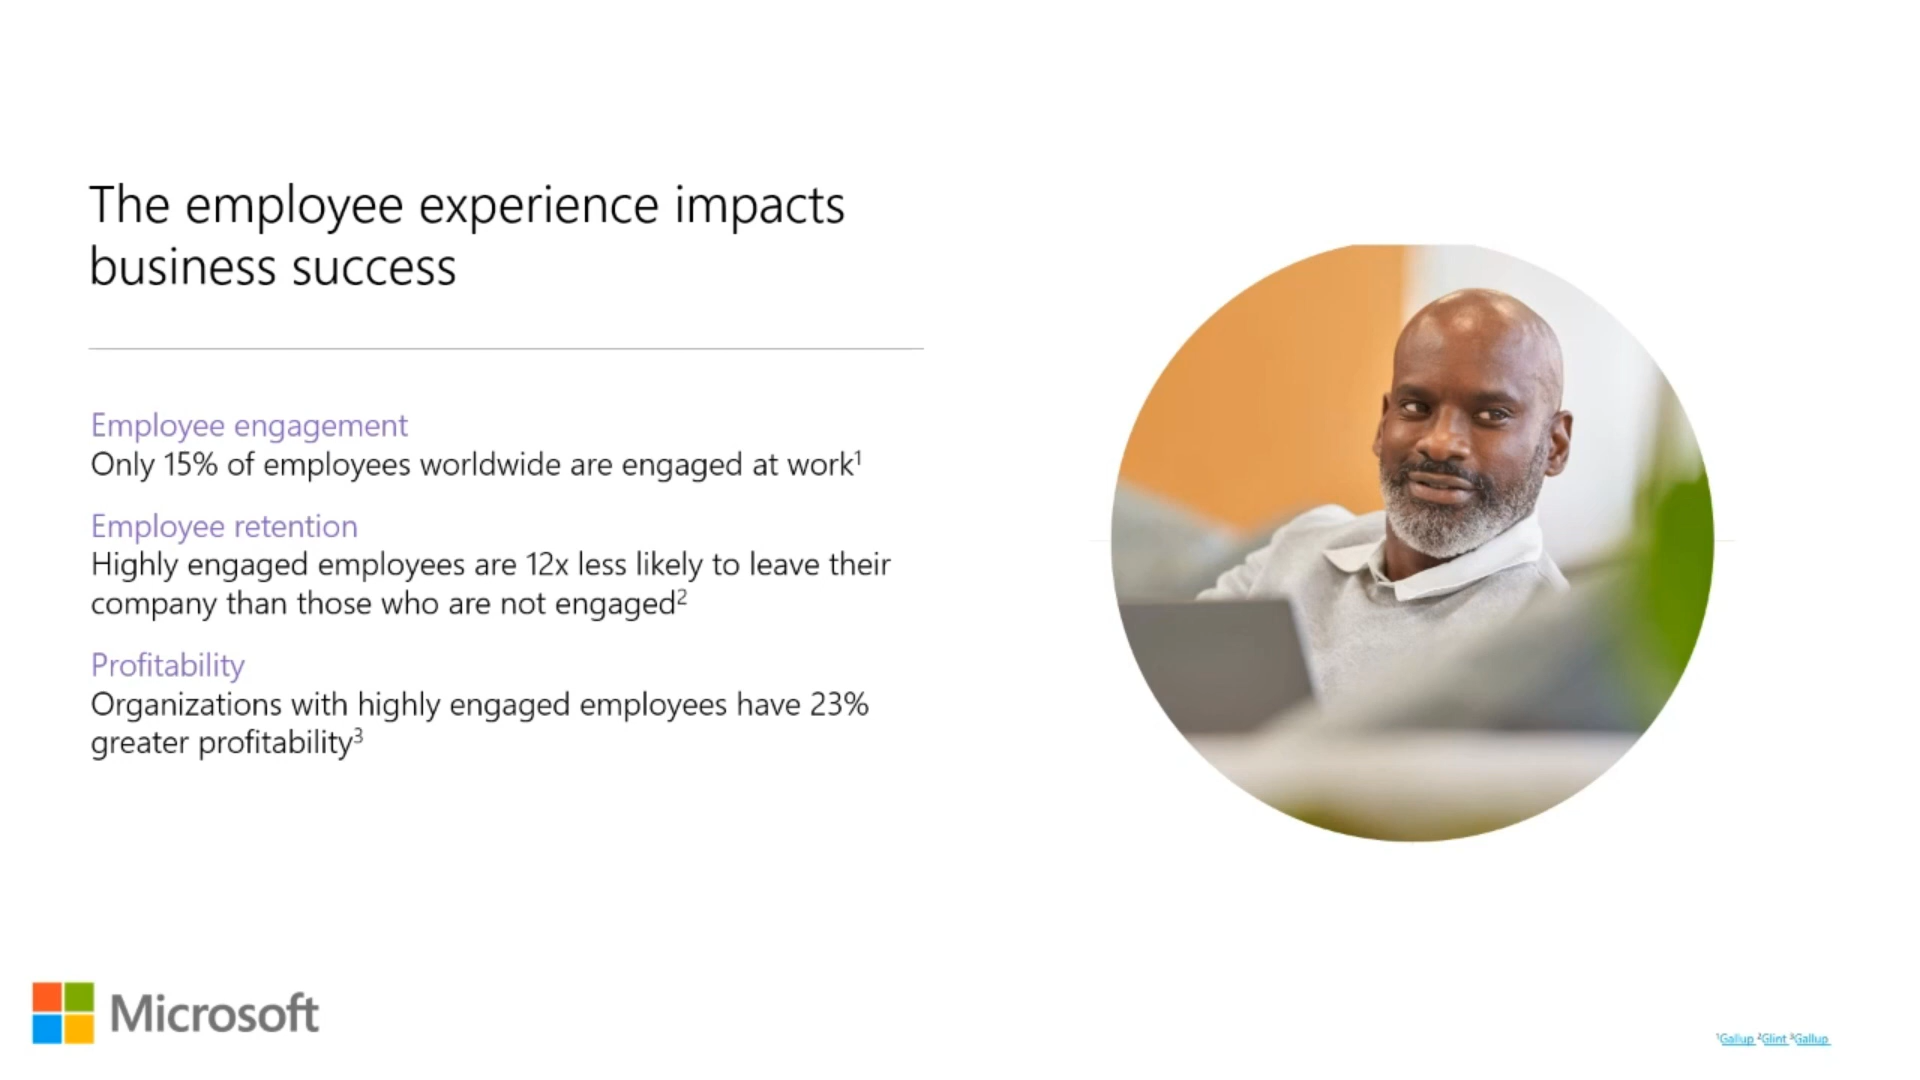 The employee experience impacts
business success
Employee engagement
Only 15% of employees worldwide are engaged at work¹
Employee retention
Highly engaged employees are 12x less likely to leave their
company than those who are not engaged²
Profitability
Organizations with highly engaged employees have 23%
greater profitability³
Microsoft
¹Gallup ²Glint ³Gallup